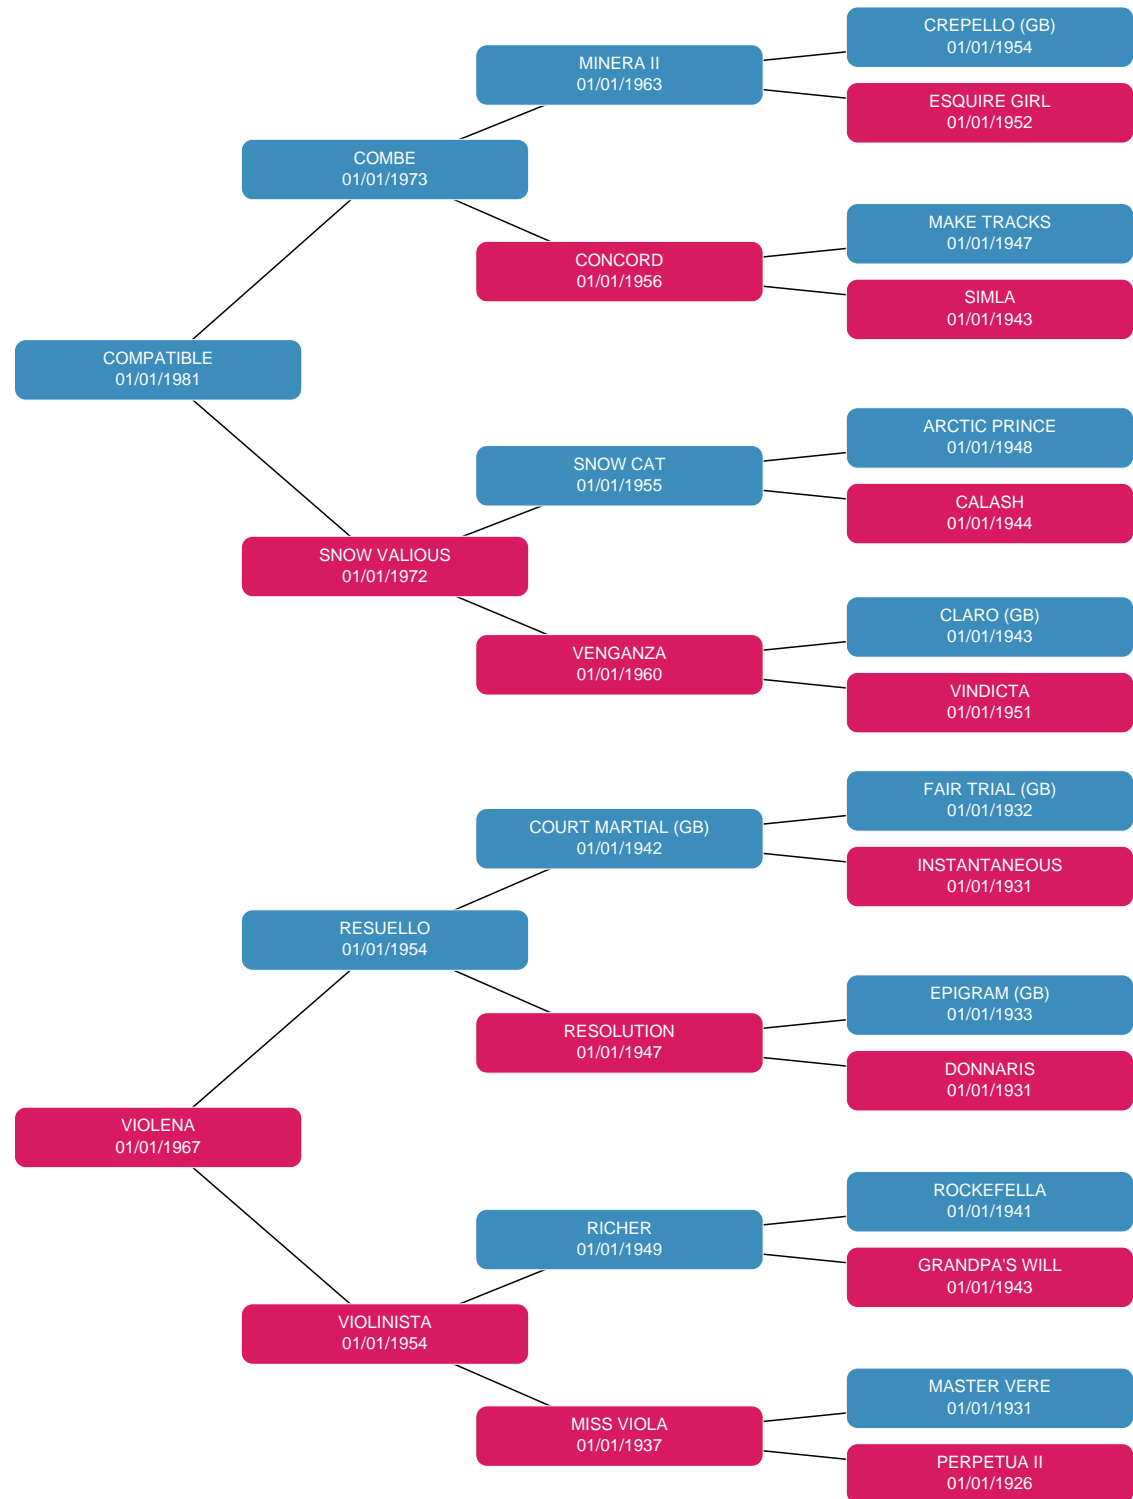 CREPELLO (GB)
01/01/1954
MINERA II
01/01/1963
ESQUIRE GIRL
01/01/1952
COMBE
01/01/1973
MAKE TRACKS
01/01/1947
CONCORD
01/01/1956
SIMLA
01/01/1943
COMPATIBLE
01/01/1981
ARCTIC PRINCE
01/01/1948
SNOW CAT
01/01/1955
CALASH
01/01/1944
SNOW VALIOUS
01/01/1972
CLARO (GB)
01/01/1943
VENGANZA
01/01/1960
VINDICTA
01/01/1951
FAIR TRIAL (GB)
01/01/1932
COURT MARTIAL (GB)
01/01/1942
INSTANTANEOUS
01/01/1931
RESUELLO
01/01/1954
EPIGRAM (GB)
01/01/1933
RESOLUTION
01/01/1947
DONNARIS
01/01/1931
VIOLENA
01/01/1967
ROCKEFELLA
01/01/1941
RICHER
01/01/1949
GRANDPA'S WILL
01/01/1943
VIOLINISTA
01/01/1954
MASTER VERE
01/01/1931
MISS VIOLA
01/01/1937
PERPETUA II
01/01/1926